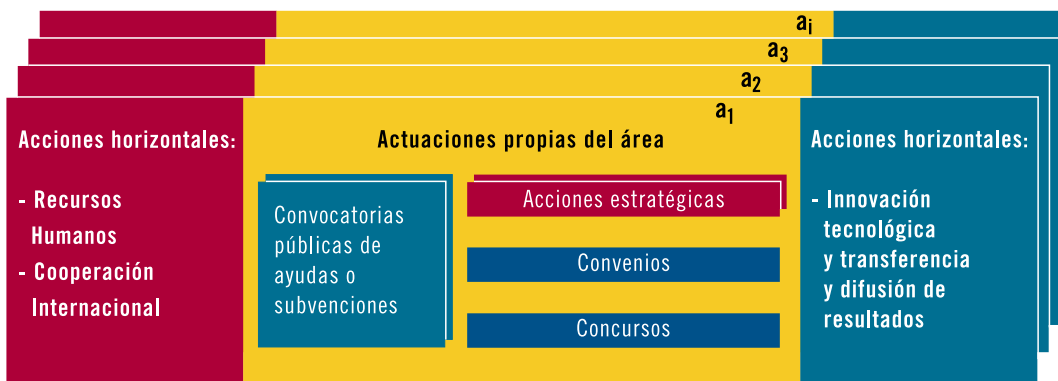 aᵢ
a₃
a₂
a₁
Acciones horizontales:
- Recursos
Humanos
- Cooperación
Internacional
Actuaciones propias del área
Convocatorias
públicas de
ayudas o
subvenciones
Acciones estratégicas
Convenios
Concursos
Acciones horizontales:
- Innovación
tecnológica
y transferencia
y difusión de
resultados